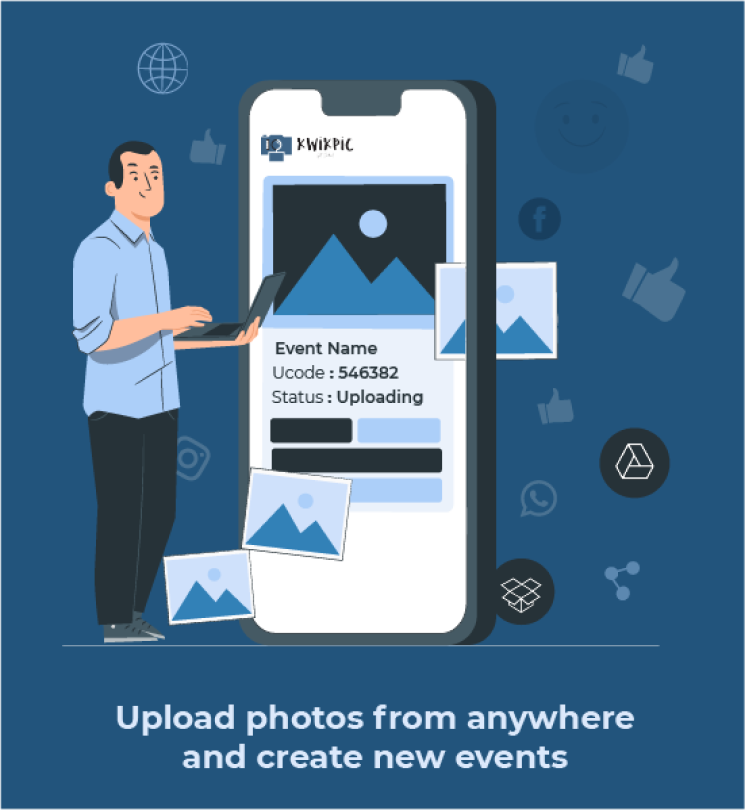 KWIKPIC
Event Name
Ucode : 546382
Status : Uploading
Upload photos from anywhere
and create new events